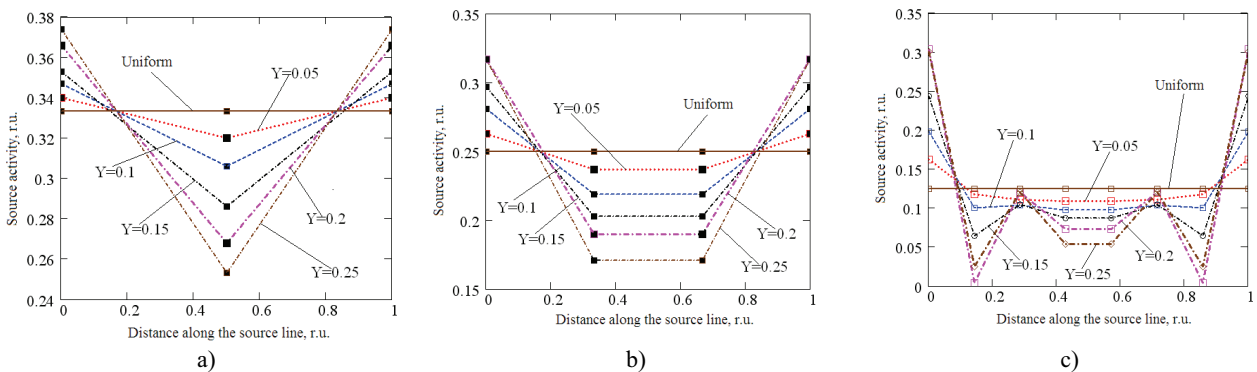 0.38
0.36
0.34
0.32
0.3
0.28
0.26
0.24
0
0.2
0.4
0.6
0.8
1
Source activity, r.u.
Distance along the source line, r.u.
Uniform
Y=0.05
Y=0.1
Y=0.15
Y=0.2
Y=0.25
a)
0.35
0.3
0.25
0.2
0.15
0
0.2
0.4
0.6
0.8
1
Source activity, r.u.
Distance along the source line, r.u.
Y=0.05
Uniform
Y=0.1
Y=0.15
Y=0.2
Y=0.25
b)
0.35
0.3
0.25
0.2
0.15
0.1
0.05
0
0
0.2
0.4
0.6
0.8
1
Source activity, r.u.
Distance along the source line, r.u.
Uniform
Y=0.1
Y=0.05
Y=0.15
Y=0.2
Y=0.25
c)